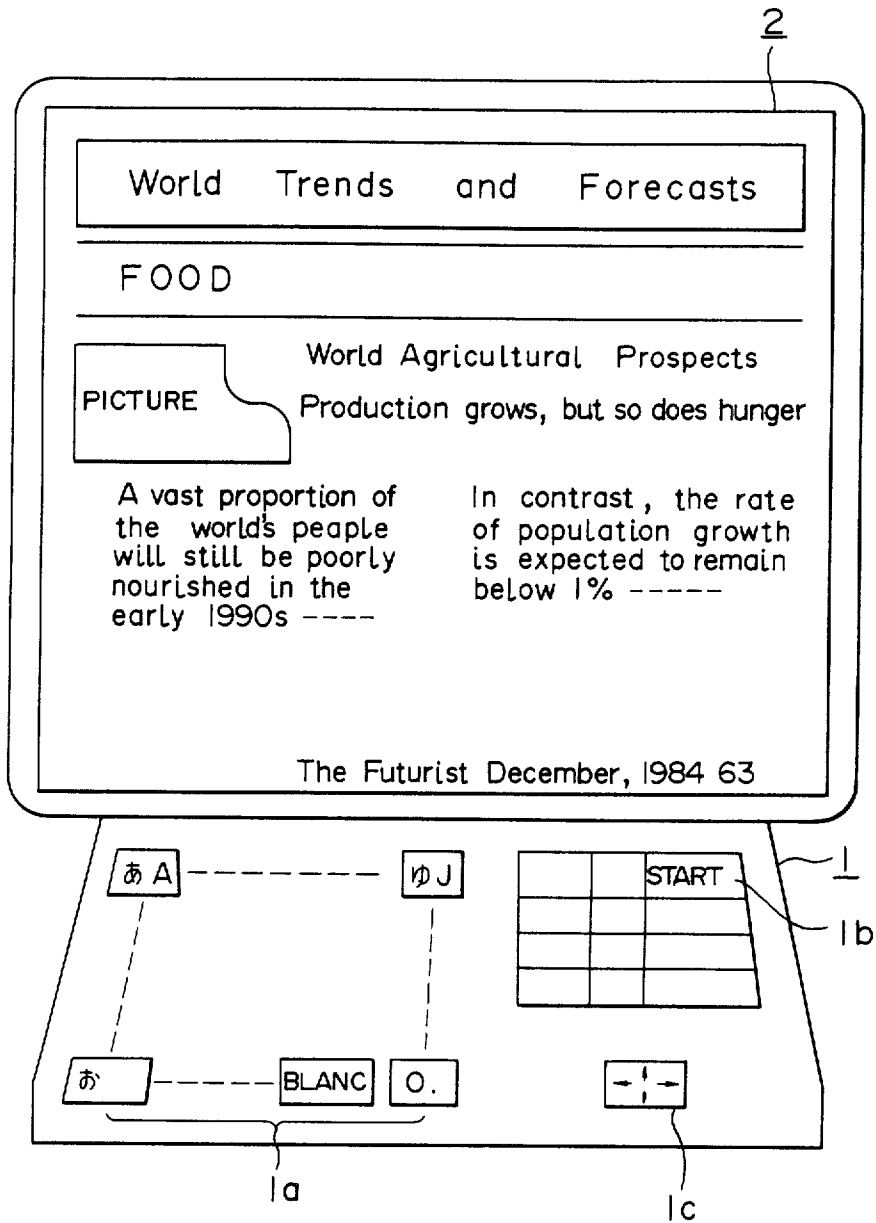 2
World Trends and Forecasts
FOOD
World Agricultural Prospects
PICTURE
Production grows, but so does hunger
A vast proportion of
the world's peaple
will still be poorly
nourished in the
early 1990s ----
In contrast, the rate
of population growth
is expected to remain
below 1% -----
The Futurist December, 1984 63
あ A
ゆ J
START
1
1b
お
BLANC
0.
1a
1c